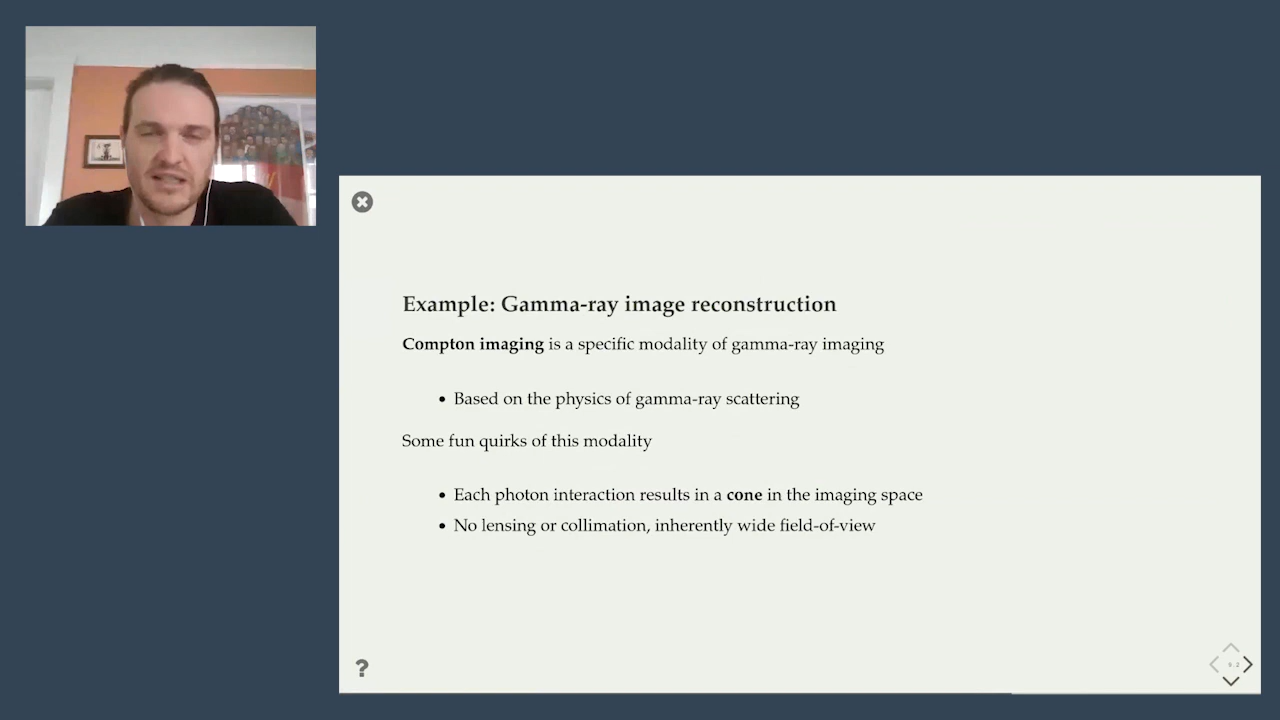 Example: Gamma-ray image reconstruction
Compton imaging is a specific modality of gamma-ray imaging
• Based on the physics of gamma-ray scattering
Some fun quirks of this modality
• Each photon interaction results in a cone in the imaging space
• No lensing or collimation, inherently wide field-of-view
?
9.2